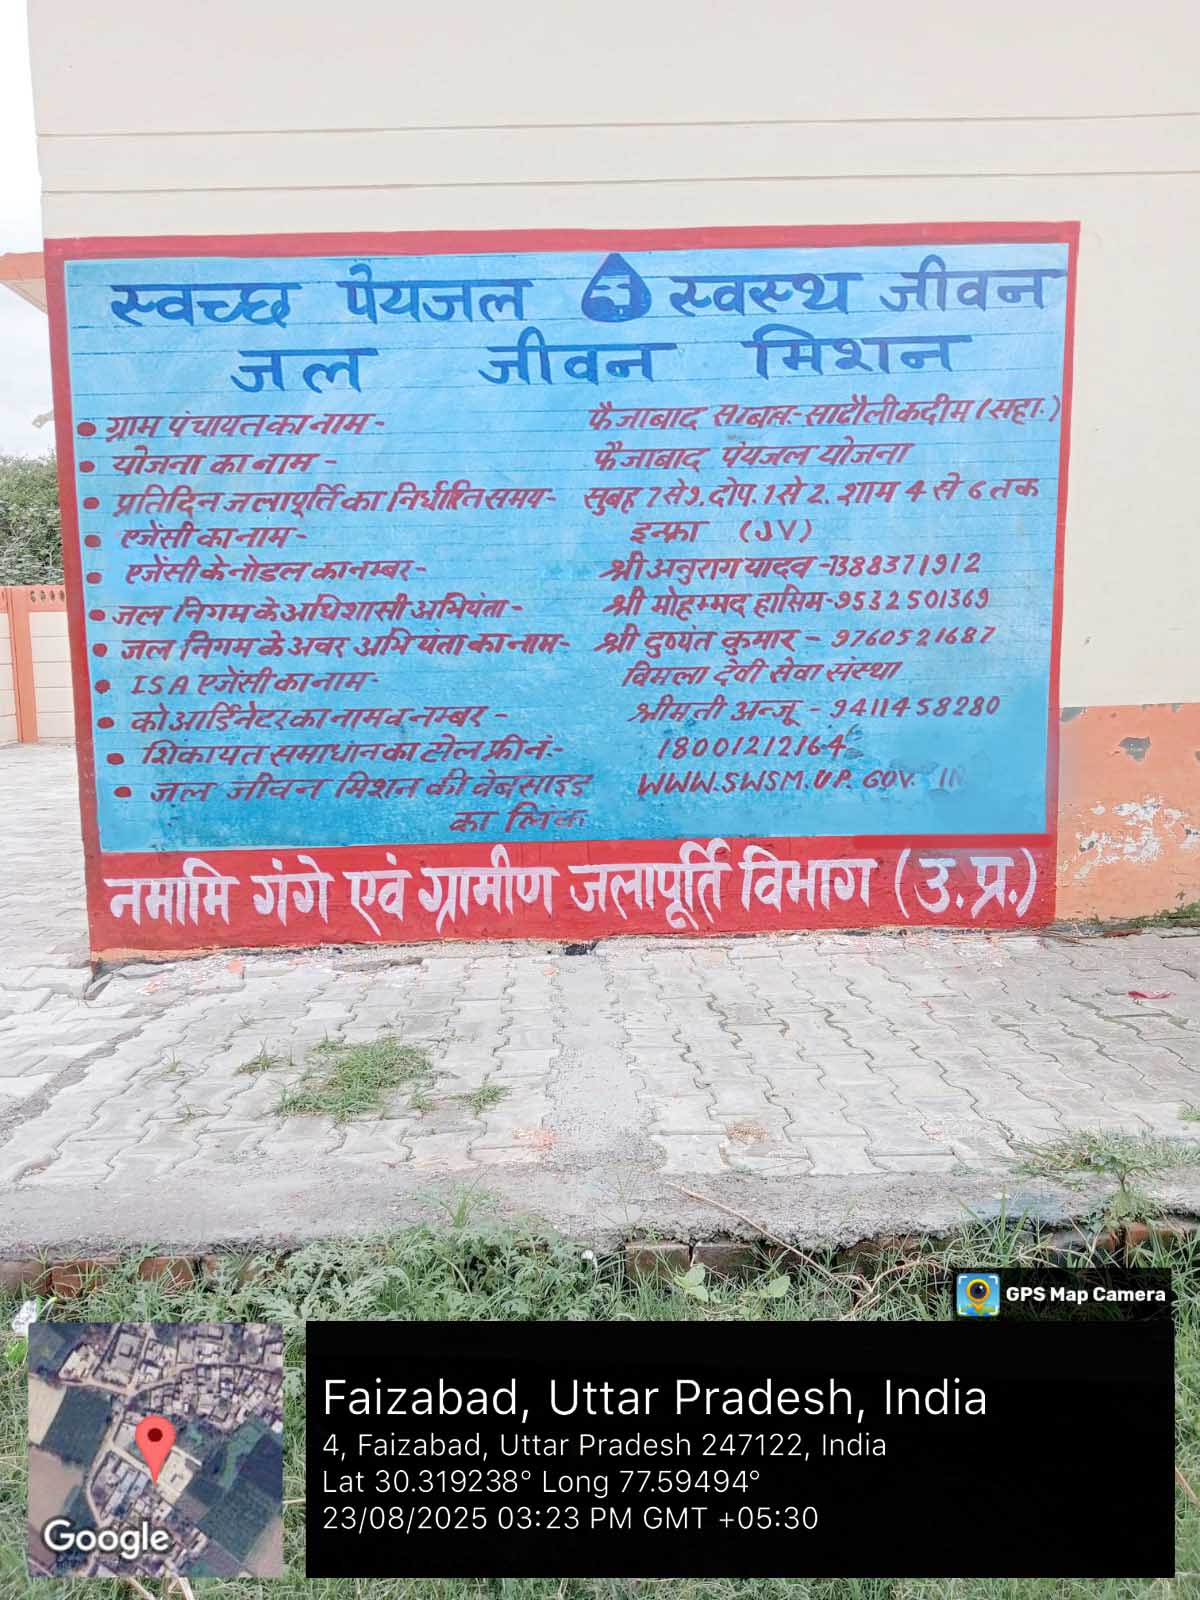 स्वच्छ पेयजल स्वस्थ जीवन
जल जीवन मिशन
• ग्राम पंचायत का नाम - फैजाबाद स० ब्लाक- साढौली कदीम (सहा.)
• योजना का नाम - फैजाबाद पेयजल योजना
• प्रतिदिन जलापूर्ति का निर्धारित समय- सुबह 7 से 9. दोप. 1 से 2. शाम 4 से 6 तक
• एजेंसी का नाम- इन्फ्रा (JV)
• एजेंसी के नोडल का नम्बर- श्री अनुराग यादव -7388371912
• जल निगम के अधिशासी अभियंता- श्री मोहम्मद हासिम-9532501369
• जल निगम के अवर अभियंता का नाम- श्री दुष्यंत कुमार - 9760521687
• ISA एजेंसी का नाम- विमला देवी सेवा संस्था
• कोआर्डिनेटर का नाम व नम्बर - श्रीमती अन्जू - 9411458280
• शिकायत समाधान का टोल फ्री नं.- 18001212164
• जल जीवन मिशन की वेबसाइड WWW.SWSM.UP.GOV. IN
का लिंक
नमामि गंगे एवं ग्रामीण जलापूर्ति विभाग (उ.प्र.)
GPS Map Camera
Faizabad, Uttar Pradesh, India
4, Faizabad, Uttar Pradesh 247122, India
Lat 30.319238° Long 77.59494°
23/08/2025 03:23 PM GMT +05:30
Google